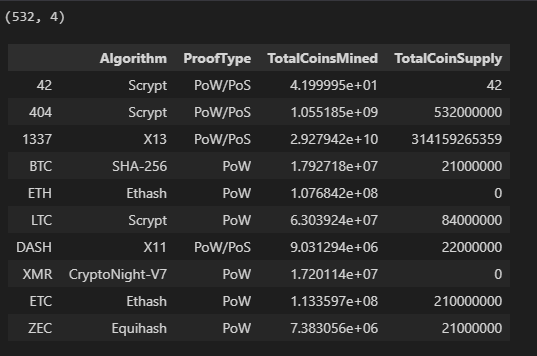 (532, 4)
Algorithm ProofType TotalCoinsMined TotalCoinSupply
42 Scrypt PoW/PoS 4.199995e+01 42
404 Scrypt PoW/PoS 1.055185e+09 532000000
1337 X13 PoW/PoS 2.927942e+10 314159265359
BTC SHA-256 PoW 1.792718e+07 21000000
ETH Ethash PoW 1.076842e+08 0
LTC Scrypt PoW 6.303924e+07 84000000
DASH X11 PoW/PoS 9.031294e+06 22000000
XMR CryptoNight-V7 PoW 1.720114e+07 0
ETC Ethash PoW 1.133597e+08 210000000
ZEC Equihash PoW 7.383056e+06 21000000